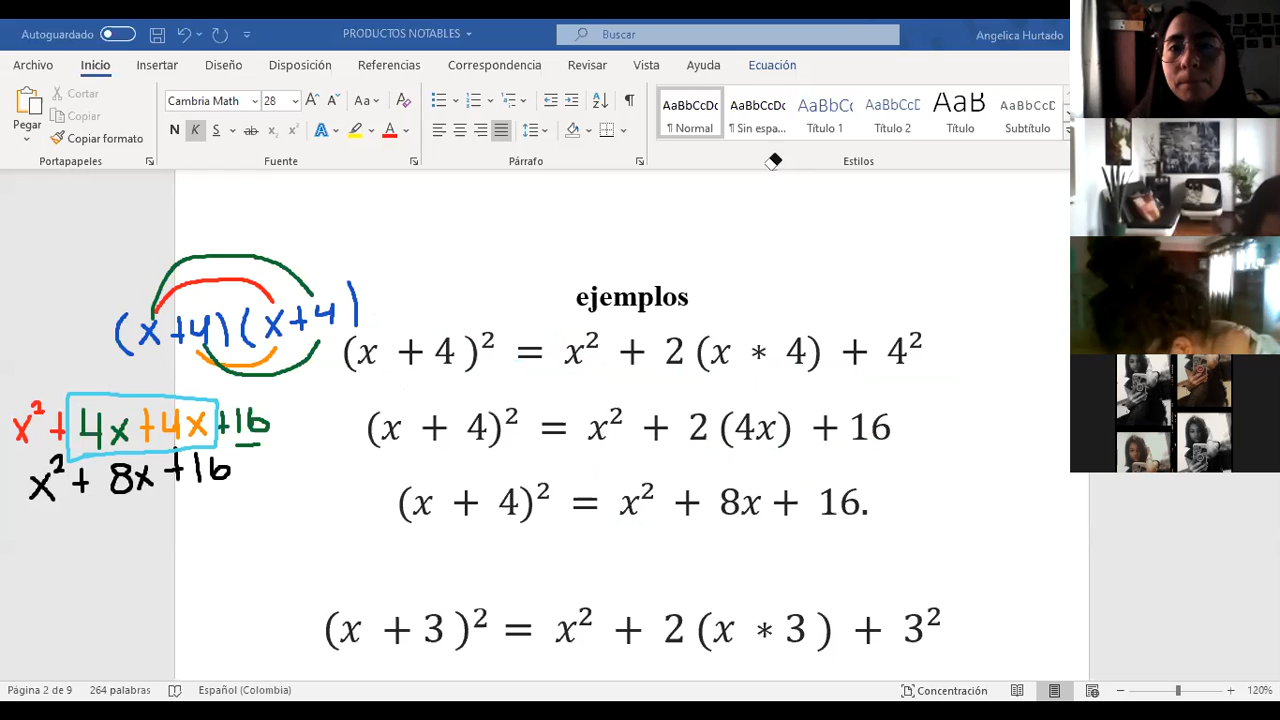 Autoguardado PRODUCTOS NOTABLES Buscar Angelica Hurtado
Archivo Inicio Insertar Diseño Disposición Referencias Correspondencia Revisar Vista Ayuda Ecuación
Pegar Cortar Copiar Copiar formato
Cambria Math 28 Aa
N K S ab x₂ x² A A
AaBbCcDc AaBbCcDc AaBbCc AaBbCcD AaB AaBbCcD
¶ Normal ¶ Sin espa... Título 1 Título 2 Título Subtítulo
Portapapeles Fuente Párrafo Estilos
(x+4)(x+4)
x²+4x+4x+16
x²+8x+16
ejemplos
(x + 4 )² = x² + 2 (x * 4) + 4²
(x + 4)² = x² + 2 (4x) + 16
(x + 4)² = x² + 8x + 16.
(x + 3 )² = x² + 2 (x * 3 ) + 3²
Página 2 de 9 264 palabras Español (Colombia) Concentración 120%